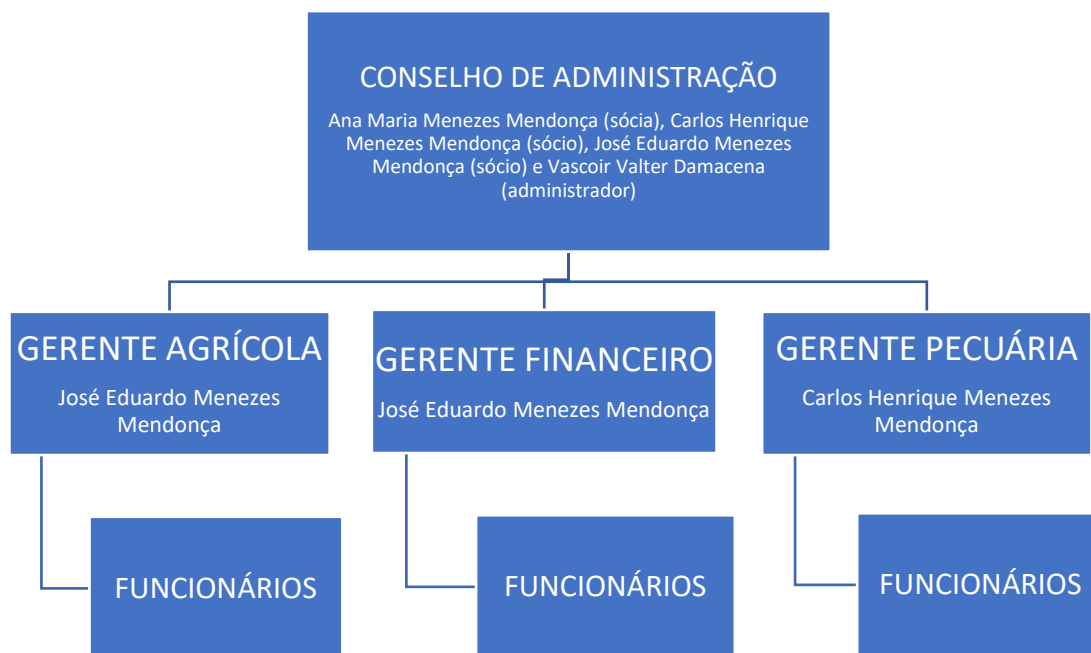 CONSELHO DE ADMINISTRAÇÃO
Ana Maria Menezes Mendonça (sócia), Carlos Henrique
Menezes Mendonça (sócio), José Eduardo Menezes
Mendonça (sócio) e Vascoir Valter Damacena
(administrador)
GERENTE AGRÍCOLA
José Eduardo Menezes
Mendonça
GERENTE FINANCEIRO
José Eduardo Menezes Mendonça
GERENTE PECUÁRIA
Carlos Henrique Menezes
Mendonça
FUNCIONÁRIOS
FUNCIONÁRIOS
FUNCIONÁRIOS